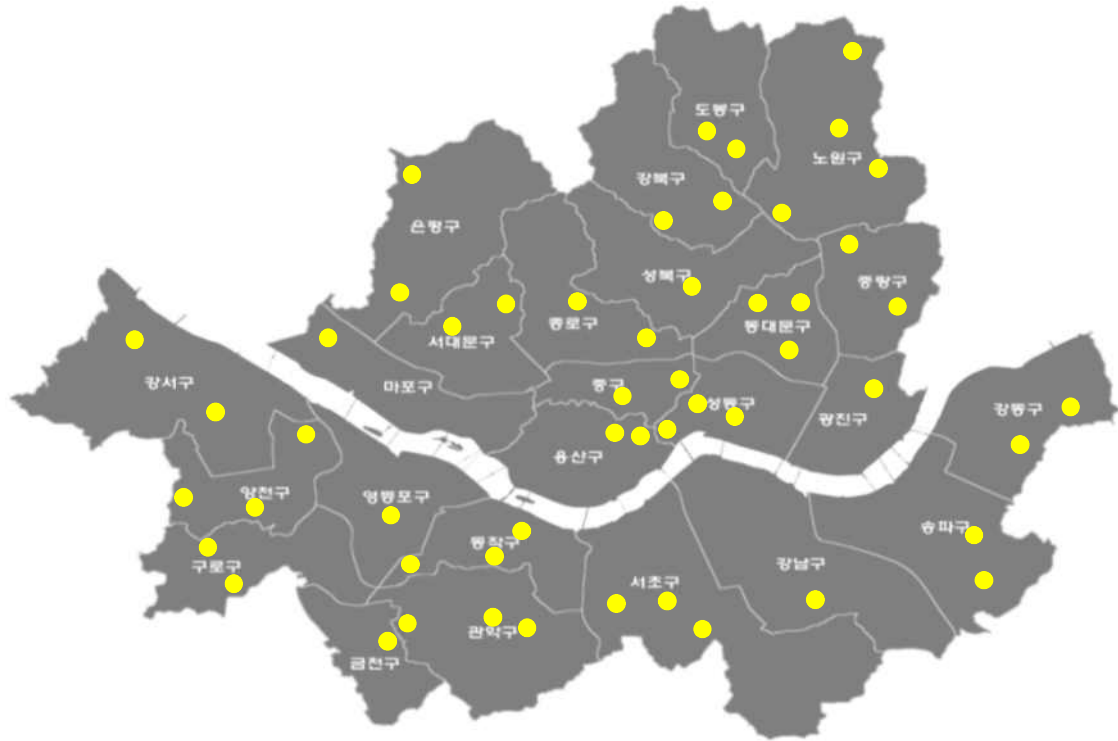 도봉구
노원구
강북구
은평구
성북구
중랑구
종로구
동대문구
서대문구
강서구
마포구
중구
성동구
강동구
광진구
용산구
양천구
영등포구
송파구
동작구
구로구
강남구
서초구
관악구
금천구